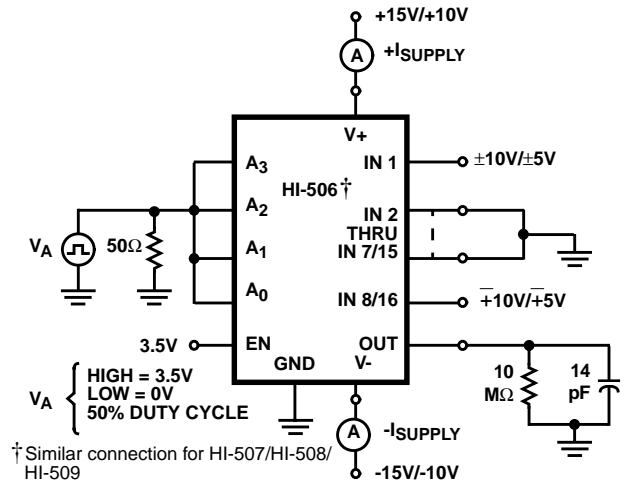 +15V/+10V
A
+ISUPPLY
V+
A3
IN 1
±10V/±5V
HI-506†
A2
IN 2
THRU
VA
50Ω
A1
IN 7/15
A0
IN 8/16
∓10V/∓5V
3.5V
EN
OUT
GND
V-
10
MΩ
14
pF
VA
HIGH = 3.5V
LOW = 0V
50% DUTY CYCLE
A
-ISUPPLY
†Similar connection for HI-507/HI-508/
HI-509
-15V/-10V